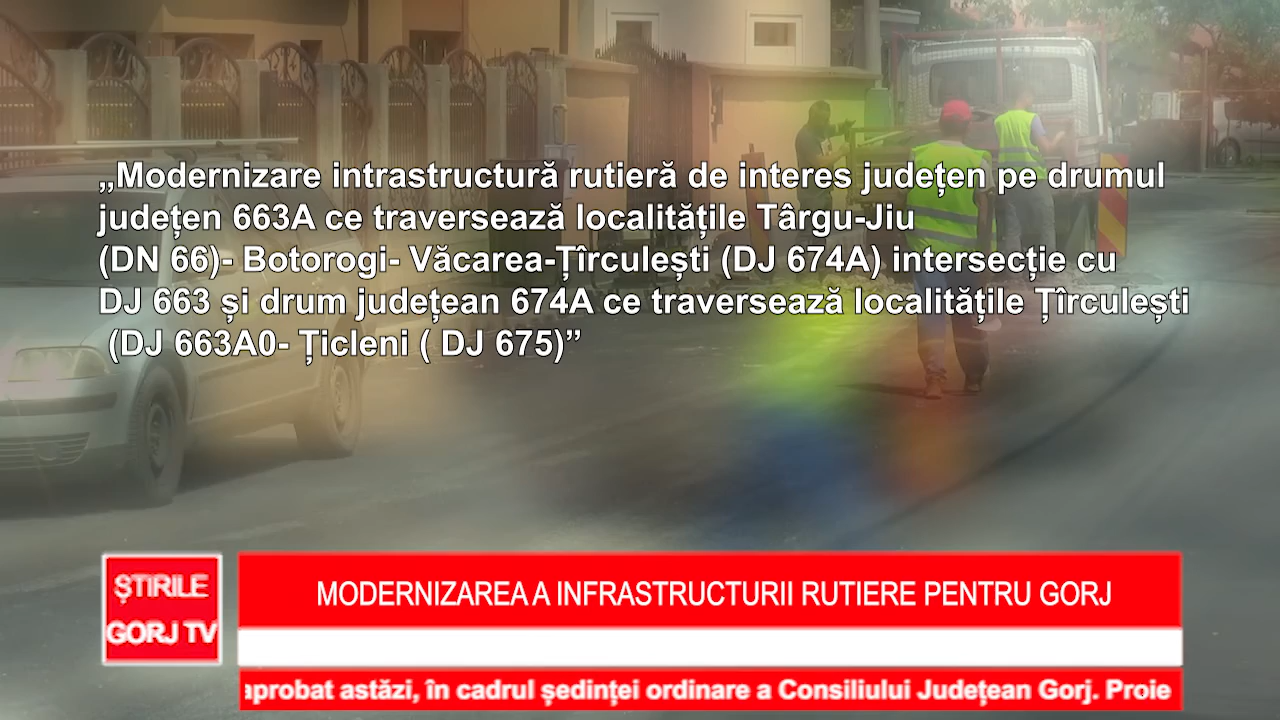 „Modernizare intrastructură rutieră de interes județen pe drumul
județen 663A ce traversează localitățile Târgu-Jiu
(DN 66)- Botorogi- Văcarea-Țîrculești (DJ 674A) intersecție cu
DJ 663 și drum județean 674A ce traversează localitățile Țîrculești
(DJ 663A0- Țicleni ( DJ 675)”
ȘTIRILE
GORJ TV
MODERNIZAREA A INFRASTRUCTURII RUTIERE PENTRU GORJ
aprobat astăzi, în cadrul ședinței ordinare a Consiliului Județean Gorj. Proie